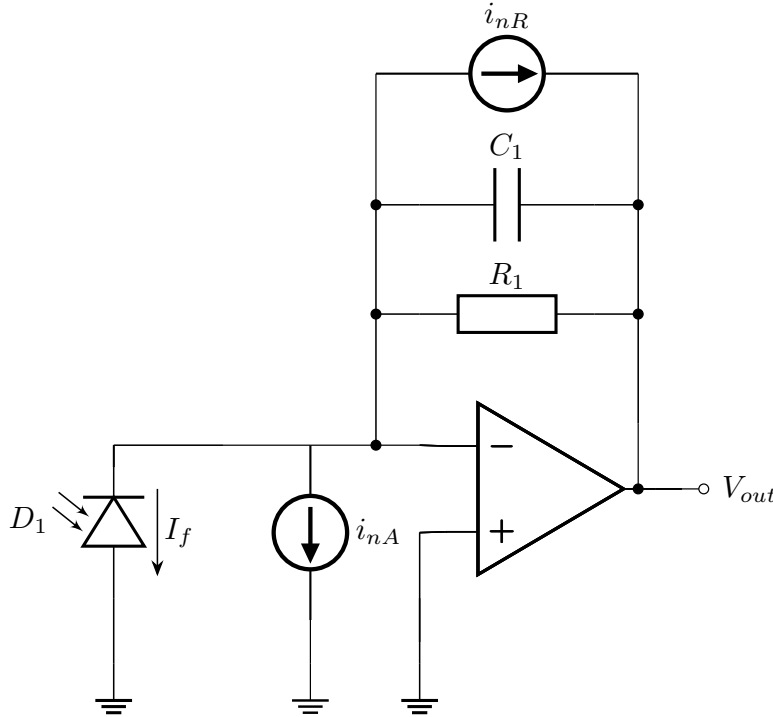 i_{nR}
C_1
R_1
−
D_1
I_f
i_{nA}
+
V_{out}